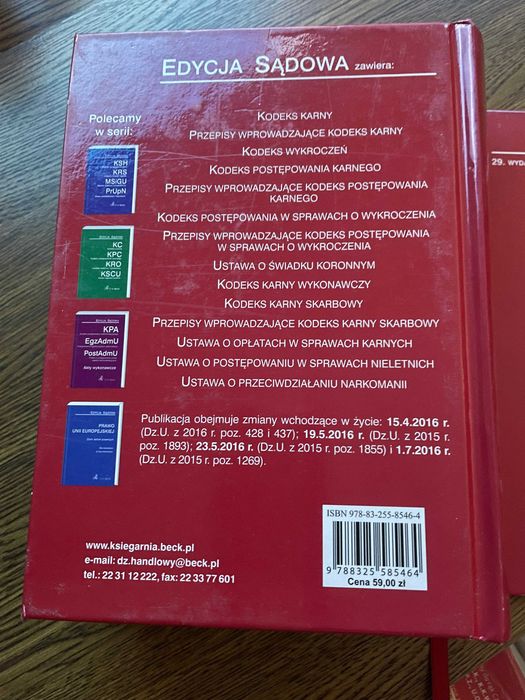 EDYCJA SĄDOWA zawiera:
Polecamy
w serii:
KODEKS KARNY
PRZEPISY WPROWADZAJĄCE KODEKS KARNY
KODEKS WYKROCZEŃ
KODEKS POSTĘPOWANIA KARNEGO
PRZEPISY WPROWADZAJĄCE KODEKS POSTĘPOWANIA
KARNEGO
KODEKS POSTĘPOWANIA W SPRAWACH O WYKROCZENIA
PRZEPISY WPROWADZAJĄCE KODEKS POSTĘPOWANIA
W SPRAWACH O WYKROCZENIA
USTAWA O ŚWIADKU KORONNYM
KODEKS KARNY WYKONAWCZY
KODEKS KARNY SKARBOWY
PRZEPISY WPROWADZAJĄCE KODEKS KARNY SKARBOWY
USTAWA O OPŁATACH W SPRAWACH KARNYCH
USTAWA O POSTĘPOWANIU W SPRAWACH NIELETNICH
USTAWA O PRZECIWDZIAŁANIU NARKOMANII
KSH
KRS
MSiGU
PrUpN
KC
KPC
KRO
KSCU
KPA
EgzAdmU
PostAdmU
Akty wykonawcze
PRAWO
UNII EUROPEJSKIEJ
Publikacja obejmuje zmiany wchodzące w życie: 15.4.2016 r.
(Dz.U. z 2016 r. poz. 428 i 437); 19.5.2016 r. (Dz.U. z 2015 r.
poz. 1893); 23.5.2016 r. (Dz.U. z 2015 r. poz. 1855) i 1.7.2016 r.
(Dz.U. z 2015 r. poz. 1269).
ISBN 978-83-255-8546-4
9 788325 585464
Cena 59,00 zł
www.ksiegarnia.beck.pl
e-mail: dz.handlowy@beck.pl
tel.: 22 31 12 222, fax: 22 33 77 601
29. WYDA